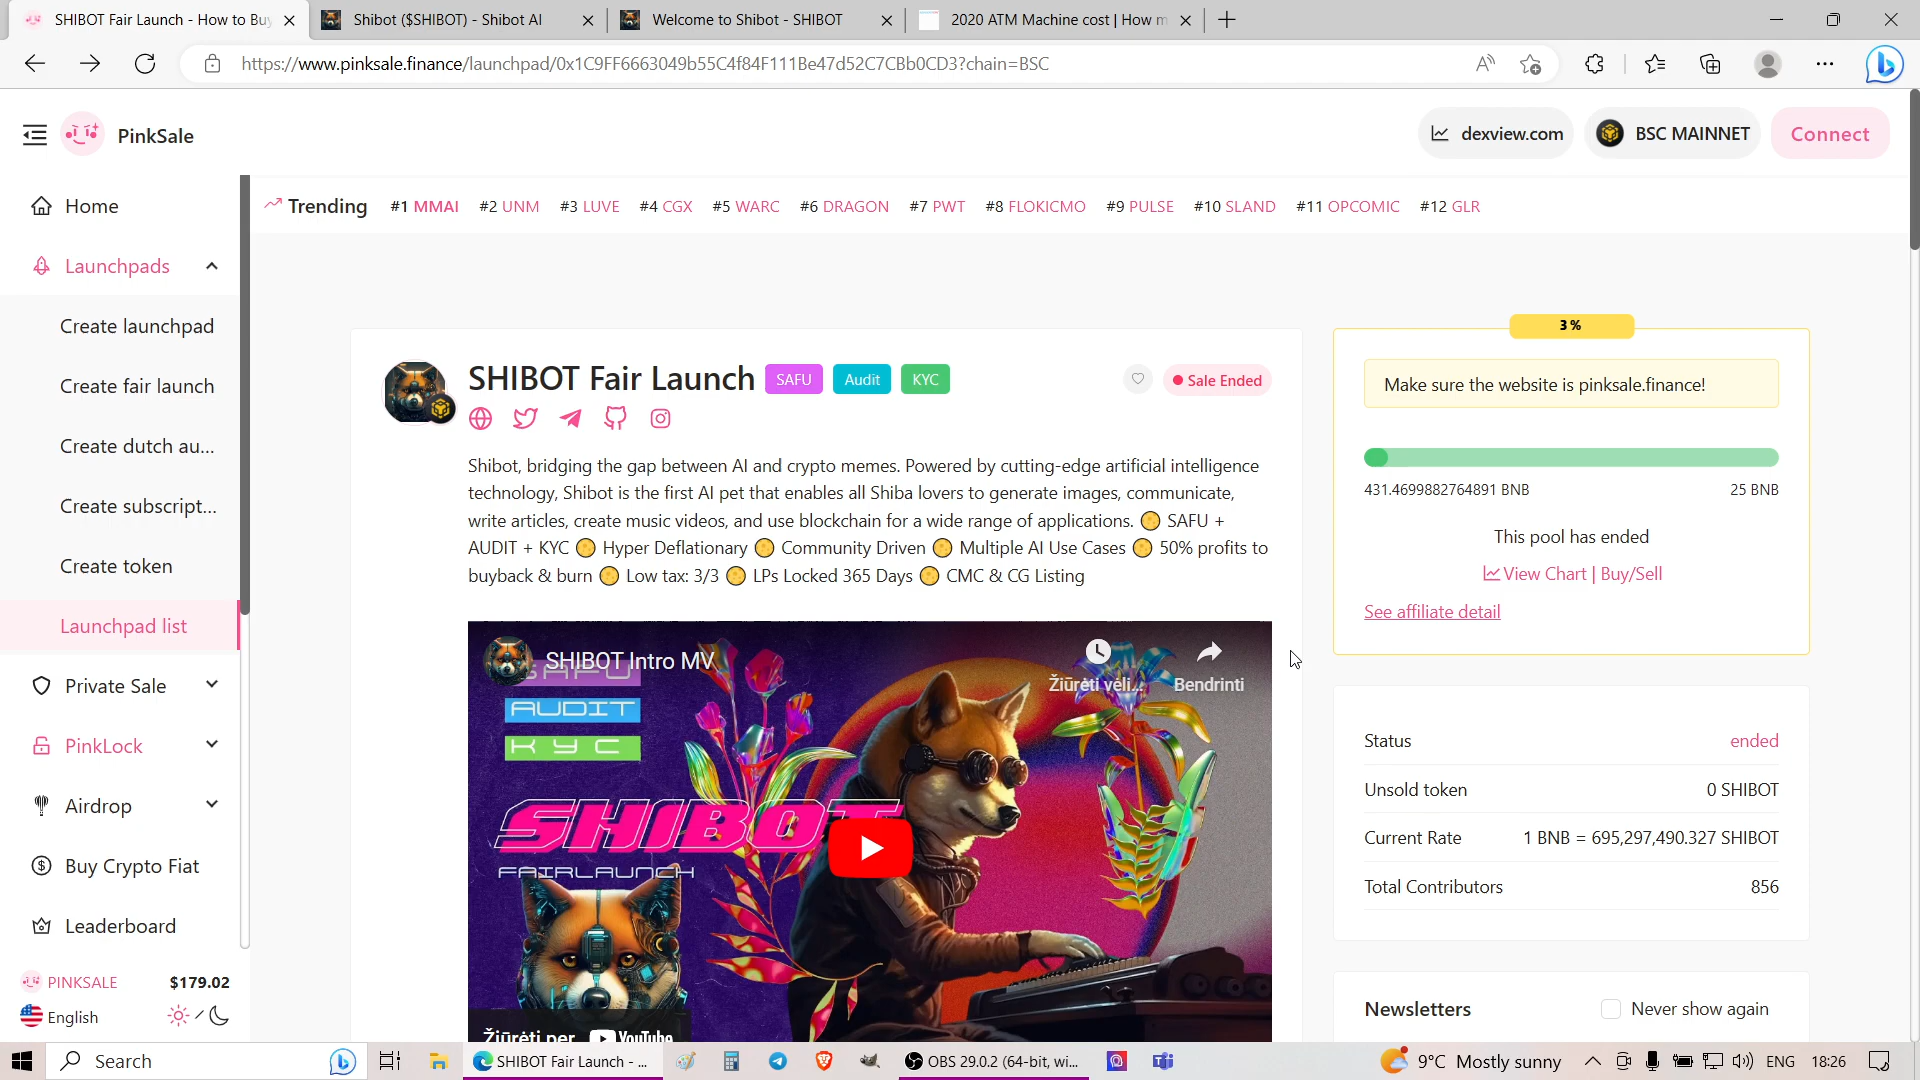 SHIBOT Fair Launch - How to Bu
Shibot ($SHIBOT) - Shibot AI
Welcome to Shibot - SHIBOT
2020 ATM Machine cost | How m
https://www.pinksale.finance/launchpad/0x1C9FF6663049b55C4f84F111Be47d52C7CBb0CD3?chain=BSC
PinkSale
dexview.com
BSC MAINNET
Connect
Home
Trending #1 MMAI #2 UNM #3 LUVE #4 CGX #5 WARC #6 DRAGON #7 PWT #8 FLOKICMO #9 PULSE #10 SLAND #11 OPCOMIC #12 GLR
Launchpads
Create launchpad
Create fair launch
Create dutch au...
Create subscript...
Create token
Launchpad list
Private Sale
PinkLock
Airdrop
Buy Crypto Fiat
Leaderboard
PINKSALE $179.02
English
SHIBOT Fair Launch SAFU Audit KYC
Sale Ended
Shibot, bridging the gap between AI and crypto memes. Powered by cutting-edge artificial intelligence
technology, Shibot is the first AI pet that enables all Shiba lovers to generate images, communicate,
write articles, create music videos, and use blockchain for a wide range of applications. SAFU +
AUDIT + KYC Hyper Deflationary Community Driven Multiple AI Use Cases 50% profits to
buyback & burn Low tax: 3/3 LPs Locked 365 Days CMC & CG Listing
SHIBOT Intro MV
Žiūrėti vėli...
Bendrinti
SAFU
AUDIT
KYC
SHIBOT
FAIRLAUNCH
Žiūrėti per YouTube
3 %
Make sure the website is pinksale.finance!
431.4699882764891 BNB 25 BNB
This pool has ended
View Chart | Buy/Sell
See affiliate detail
Status ended
Unsold token 0 SHIBOT
Current Rate 1 BNB = 695,297,490.327 SHIBOT
Total Contributors 856
Newsletters Never show again
Search
SHIBOT Fair Launch - ...
OBS 29.0.2 (64-bit, wi...
9°C Mostly sunny
ENG 18:26